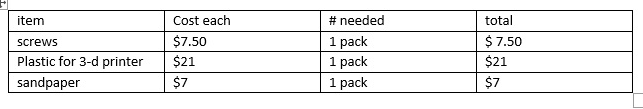 item Cost each # needed total
screws $7.50 1 pack $ 7.50
Plastic for 3-d printer $21 1 pack $21
sandpaper $7 1 pack $7